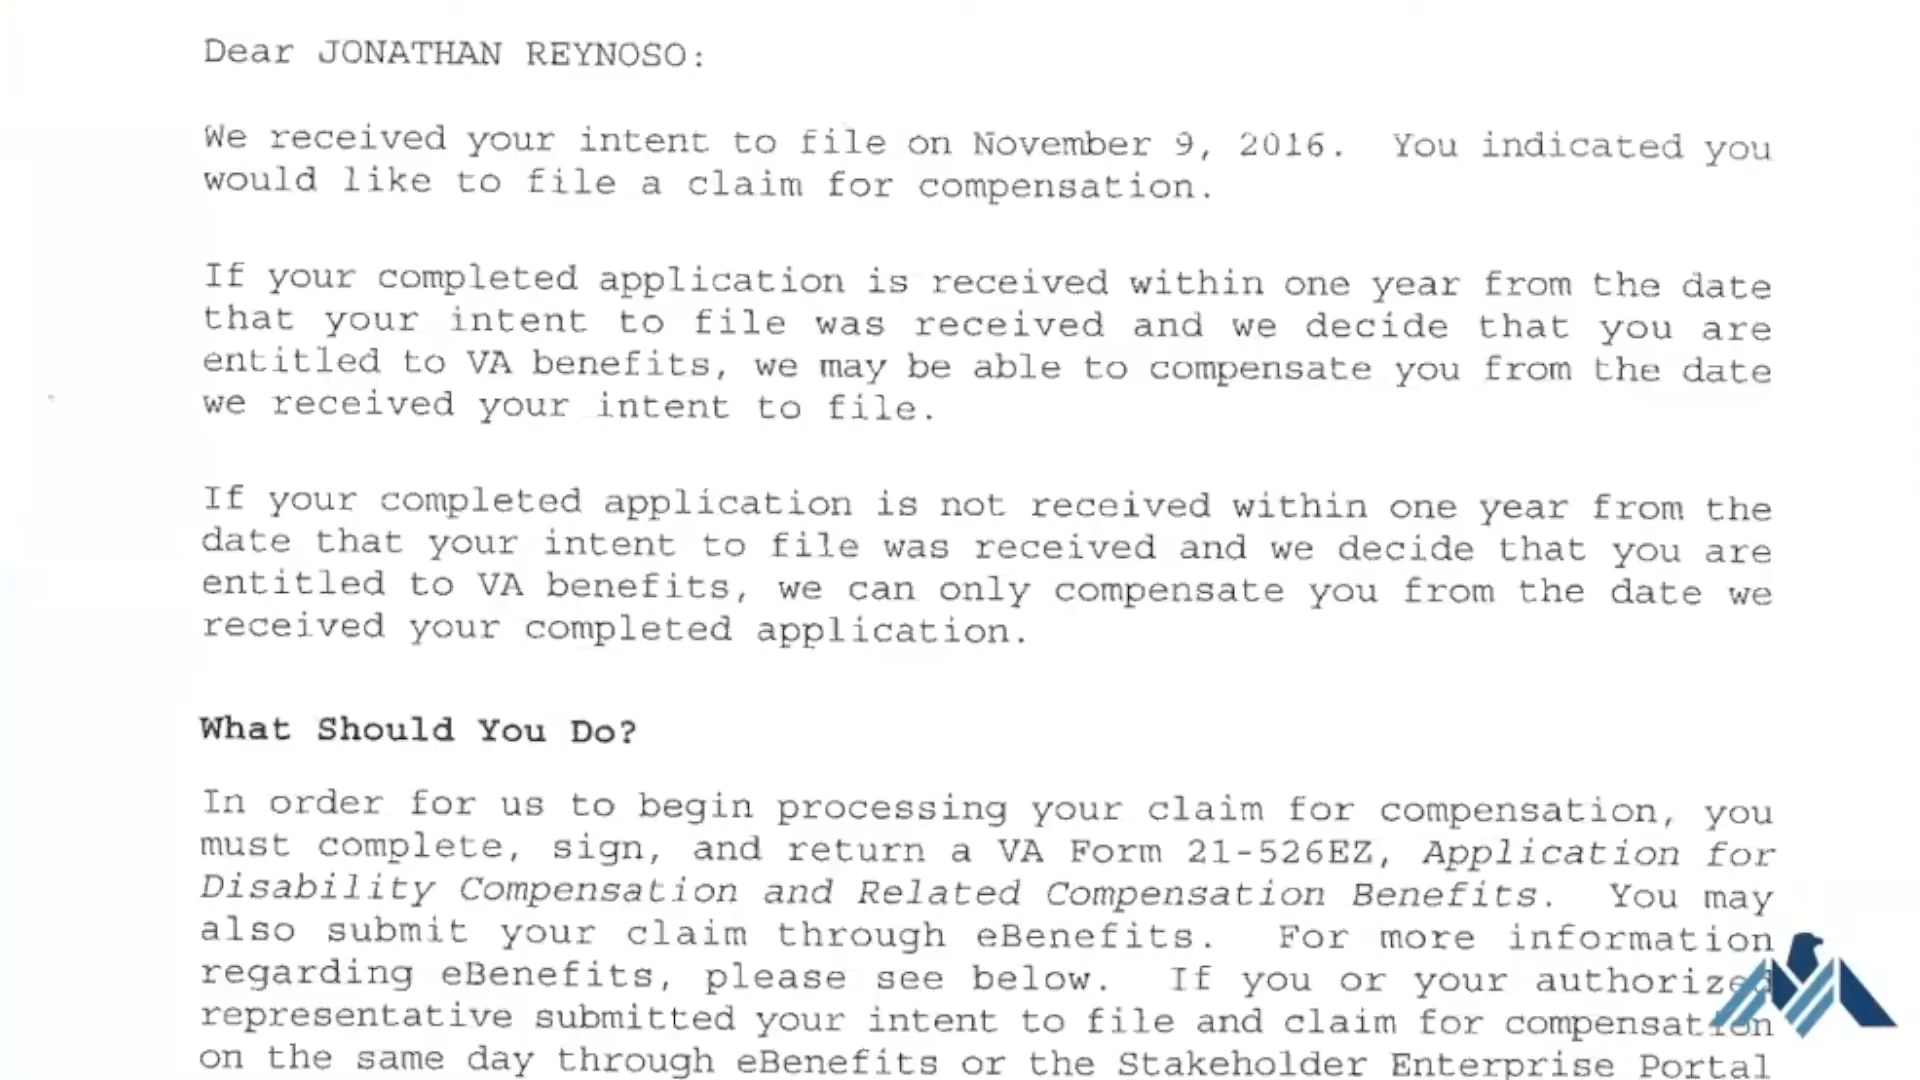 Dear JONATHAN REYNOSO:
We received your intent to file on November 9, 2016. You indicated you
would like to file a claim for compensation.
If your completed application is received within one year from the date
that your intent to file was received and we decide that you are
entitled to VA benefits, we may be able to compensate you from the date
we received your intent to file.
If your completed application is not received within one year from the
date that your intent to file was received and we decide that you are
entitled to VA benefits, we can only compensate you from the date we
received your completed application.
What Should You Do?
In order for us to begin processing your claim for compensation, you
must complete, sign, and return a VA Form 21-526EZ, Application for
Disability Compensation and Related Compensation Benefits. You may
also submit your claim through eBenefits. For more information
regarding eBenefits, please see below. If you or your authorized
representative submitted your intent to file and claim for compensation
on the same day through eBenefits or the Stakeholder Enterprise Portal